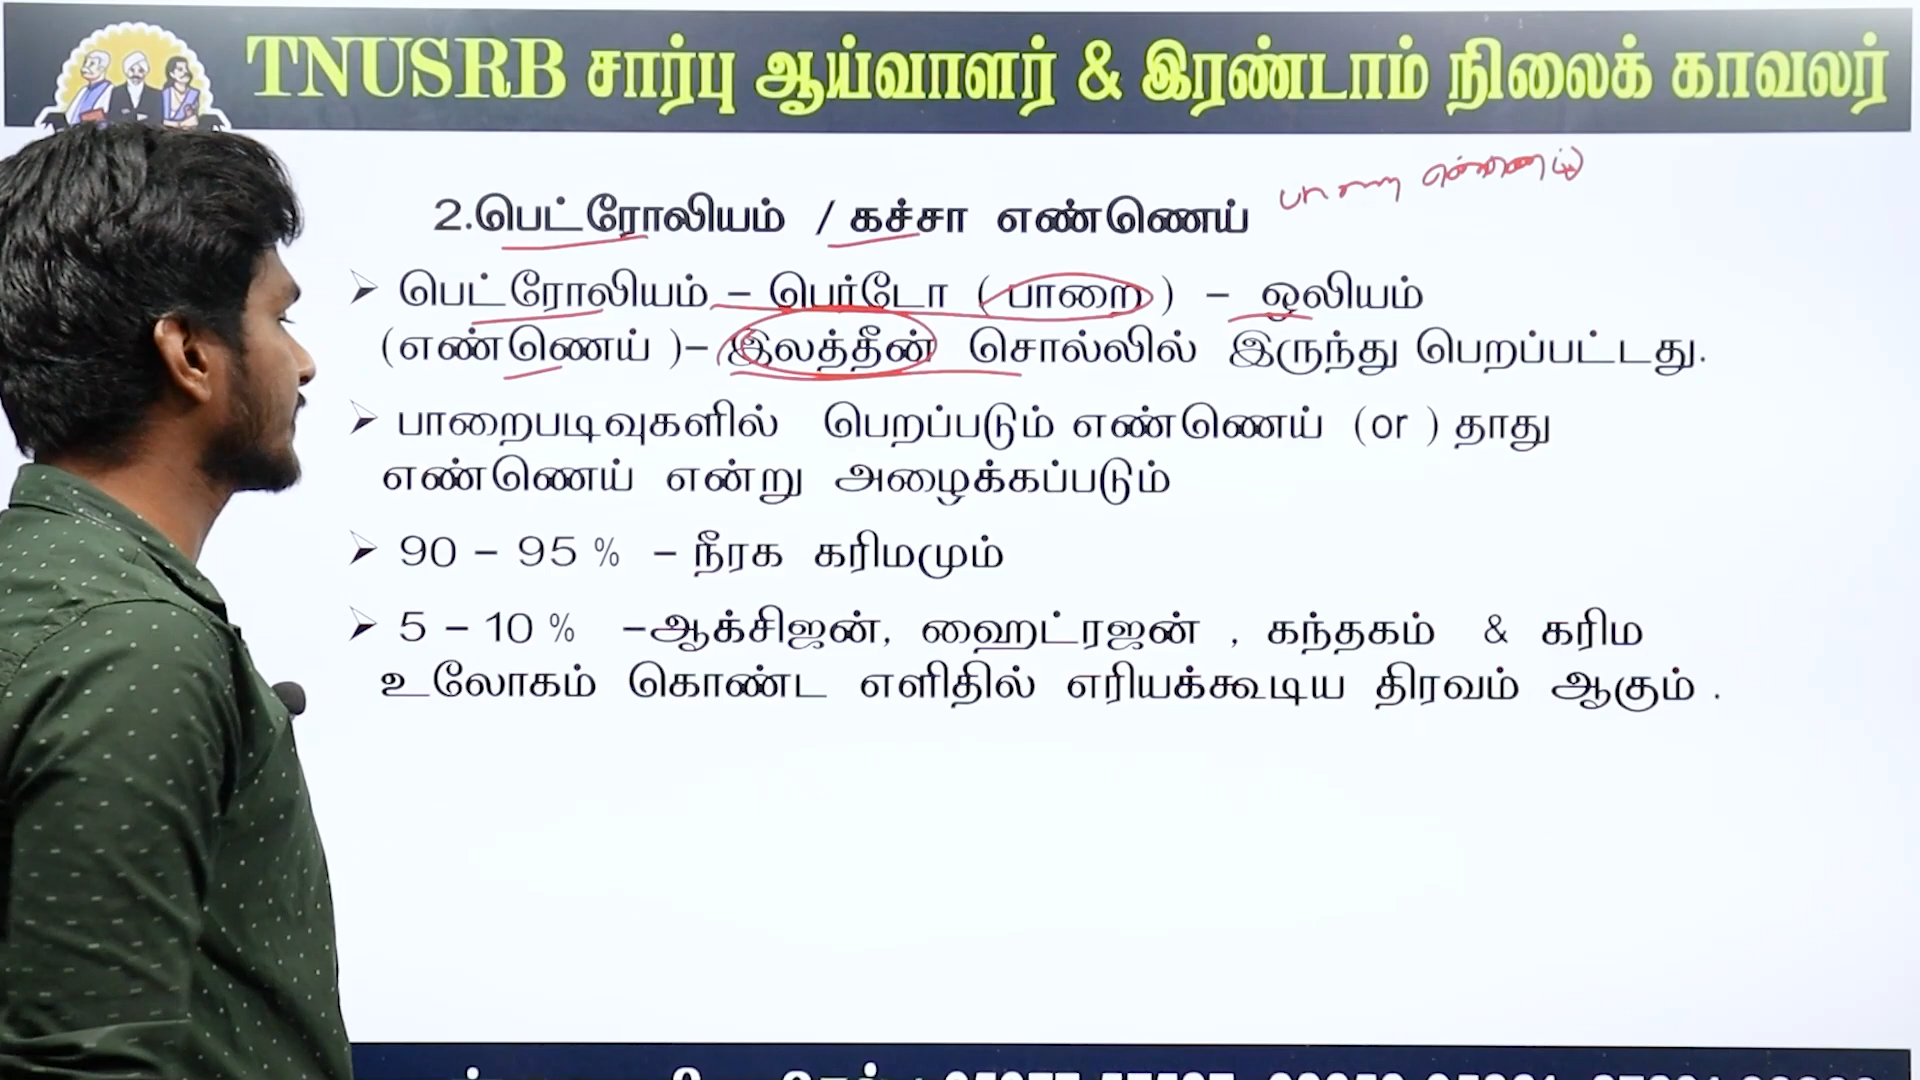 TNUSRB சார்பு ஆய்வாளர் & இரண்டாம் நிலைக் காவலர்
2.பெட்ரோலியம் / கச்சா எண்ணெய்
பெட்ரோலியம் – பெர்டோ ( பாறை ) – ஒலியம்
(எண்ணெய் )– இலத்தீன் சொல்லில் இருந்து பெறப்பட்டது.
பாறைபடிவுகளில் பெறப்படும் எண்ணெய் (or ) தாது
எண்ணெய் என்று அழைக்கப்படும்
90 – 95 % – நீரக கரிமமும்
5 – 10 % –ஆக்சிஜன், ஹைட்ரஜன் , கந்தகம் & கரிம
உலோகம் கொண்ட எளிதில் எரியக்கூடிய திரவம் ஆகும் .